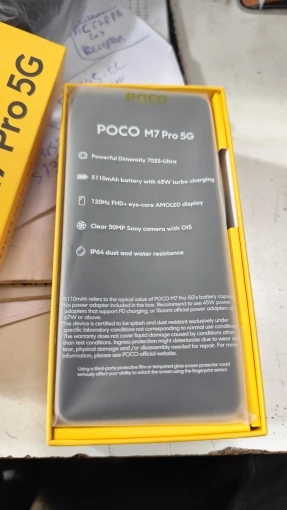 7 Pro 5G
POCO
POCO M7 Pro 5G
Powerful Dimensity 7025-Ultra
5110mAh battery with 45W turbo charging
120Hz FHD+ eye-care AMOLED display
Clear 50MP Sony camera with OIS
IP64 dust and water resistance
5110mAh refers to the typical value of POCO M7 Pro 5G's battery
No power adapter included in the box. Recommend to use 45W power
adapters that support PD charging, or Xiaomi official power adapters of
67W or above.
The device is certified to be splash and dust resistant exclusively under
specific laboratory conditions not corresponding to normal use
The warranty does not cover liquid damage caused by conditions other
than test conditions. Ingress protection might deteriorate due to wear and
tear, physical damage and /or disassembly needed for repair. For more
information, please see POCO official website.
Using a third-party protective film or tempered glass screen protector could
seriously affect your ability to unlock the screen using the fingerprint sensor.